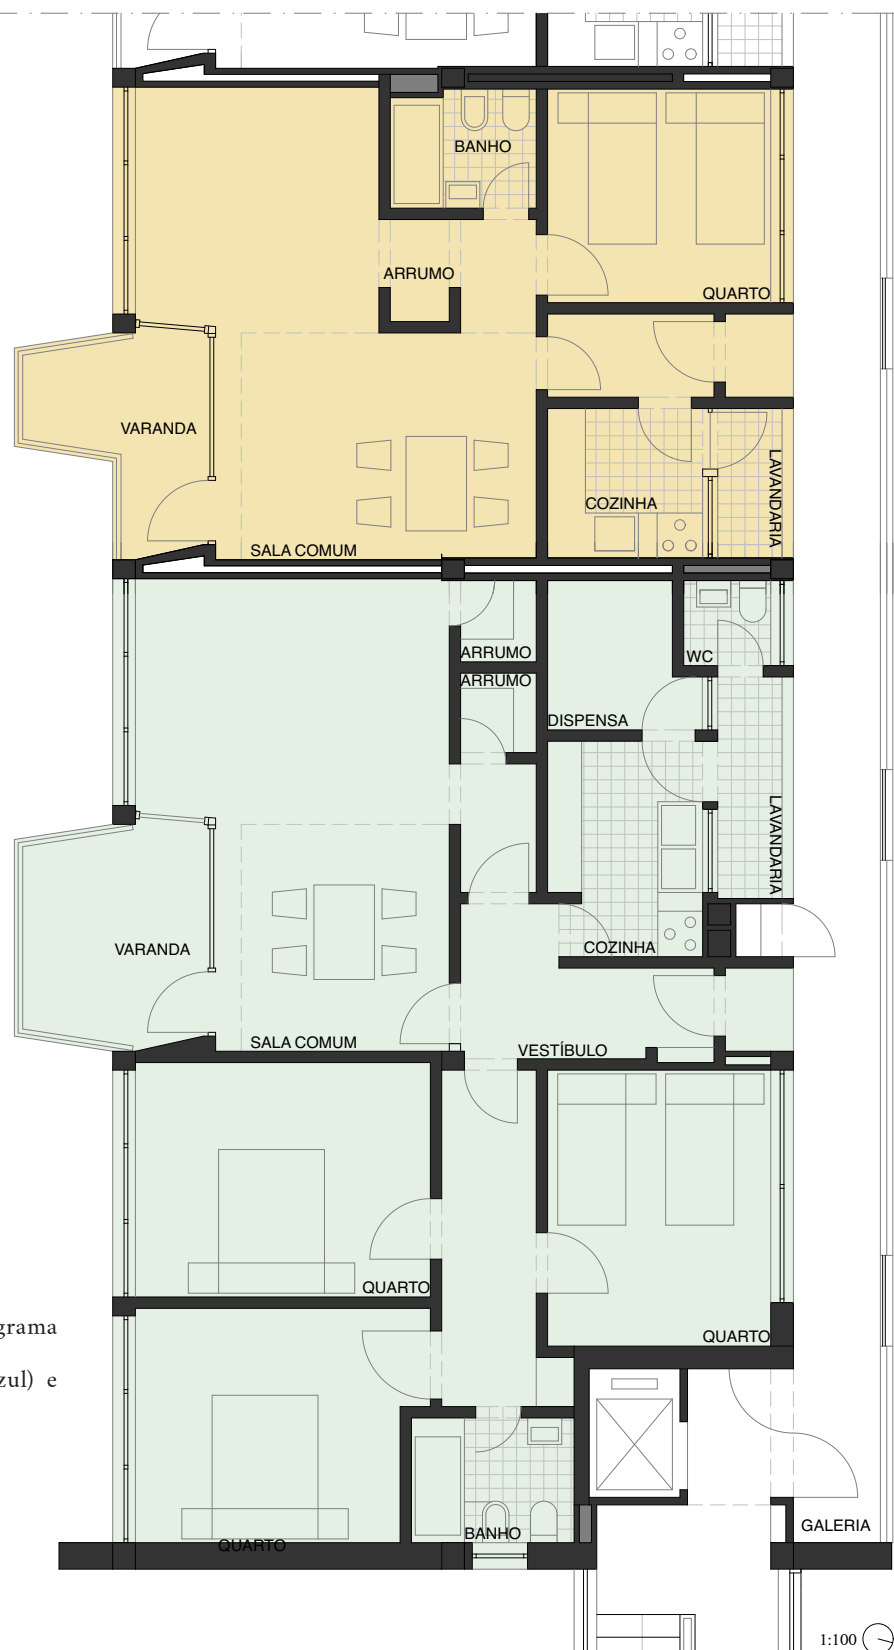 BANHO
ARRUMO
QUARTO
VARANDA
COZINHA
LAVANDARIA
SALA COMUM
ARRUMO
WC
ARRUMO
DISPENSA
LAVANDARIA
VARANDA
COZINHA
SALA COMUM
VESTÍBULO
QUARTO
grama
QUARTO
zul) e
BANHO
GALERIA
QUARTO
1:100